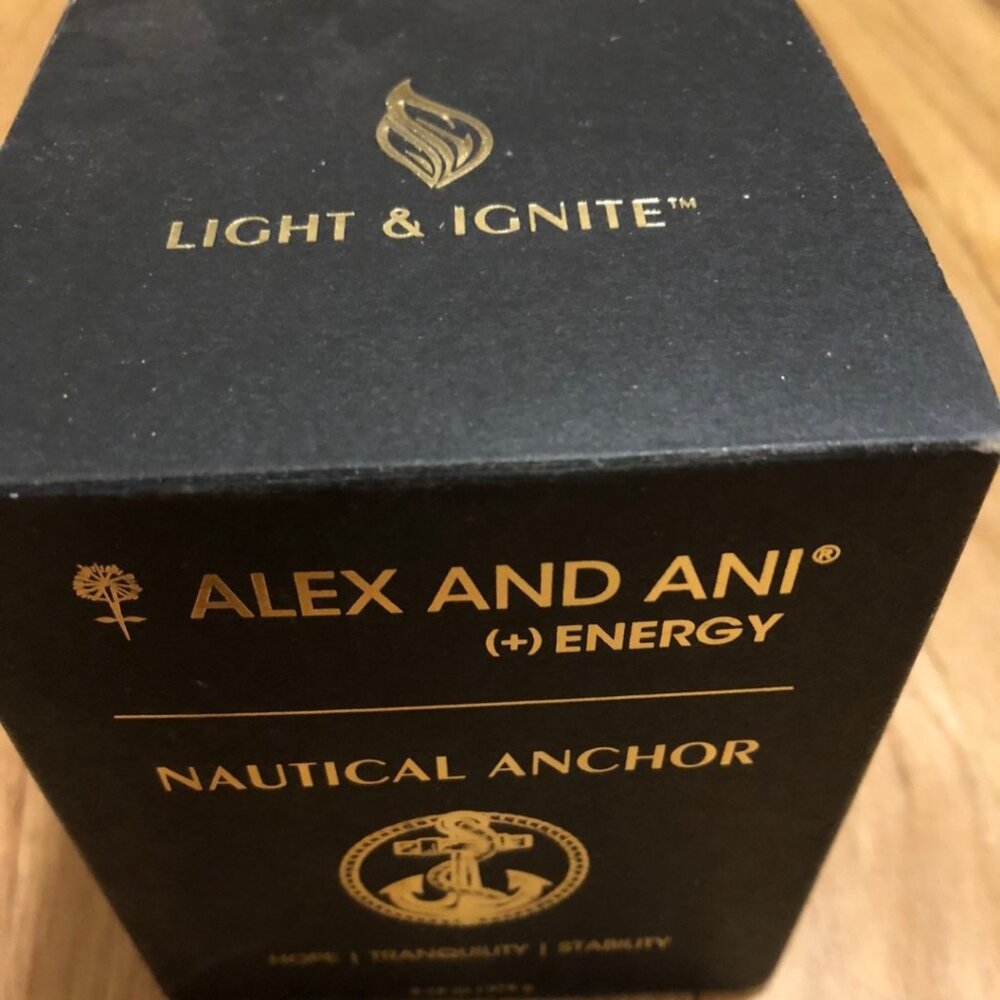 LIGHT & IGNITE™
ALEX AND ANI®
(+) ENERGY
NAUTICAL ANCHOR
HOPE | TRANQUILITY | STABILITY